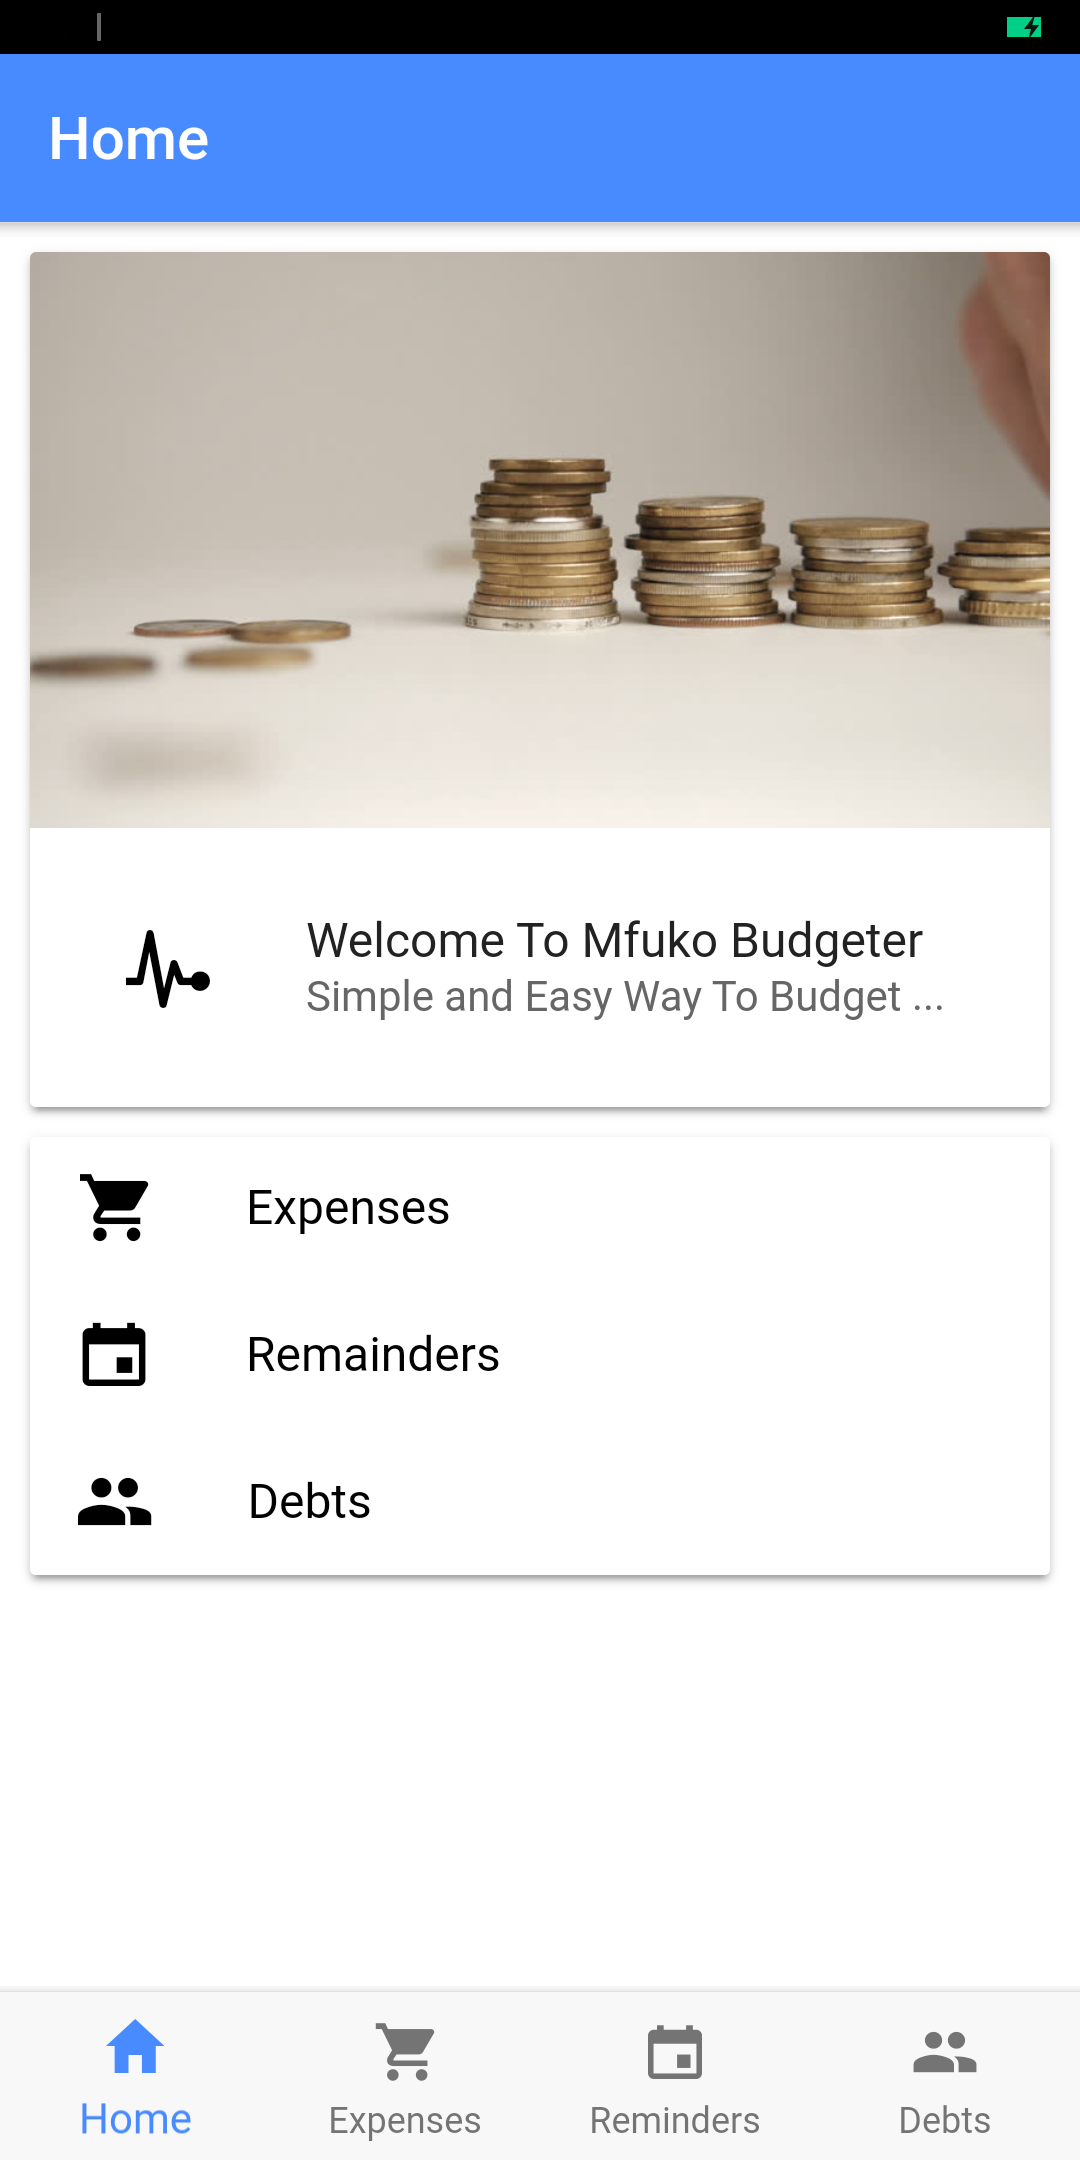 Home
Welcome To Mfuko Budgeter
Simple and Easy Way To Budget ...
Expenses
Remainders
Debts
Home
Expenses
Reminders
Debts